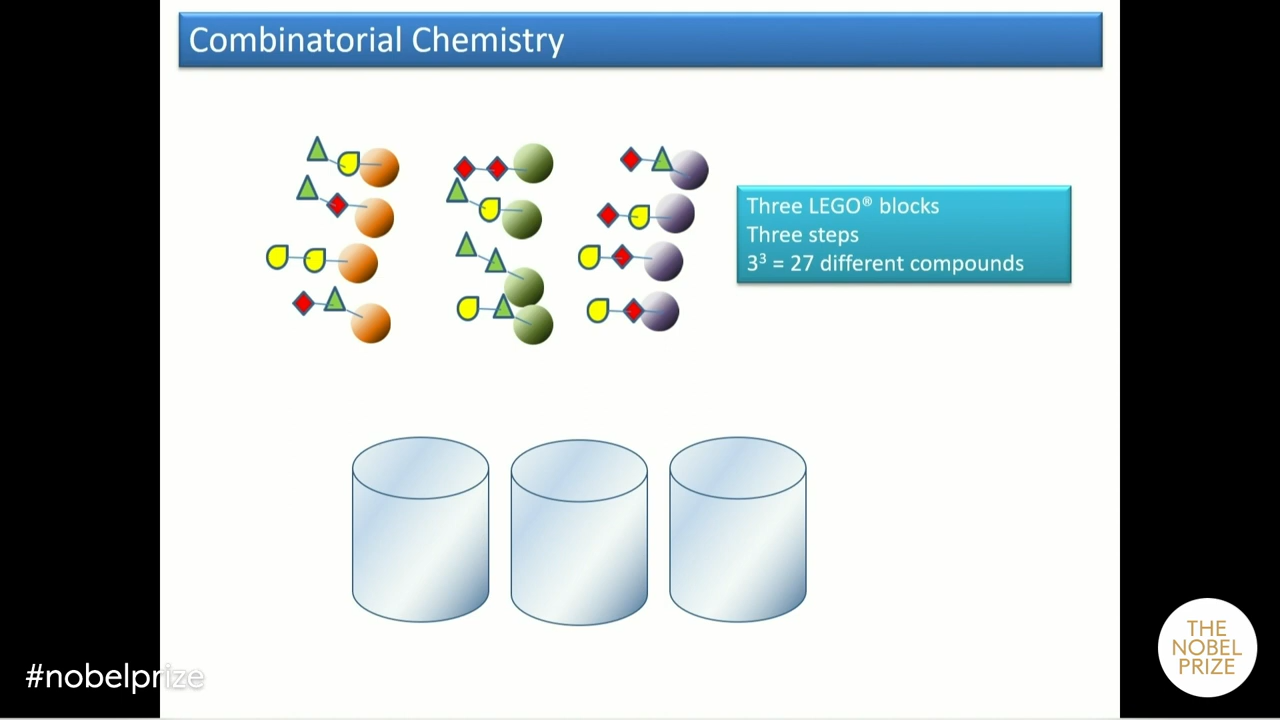 Combinatorial Chemistry
Three LEGO® blocks
Three steps
3³ = 27 different compounds
#nobelprize
THE
NOBEL
PRIZE